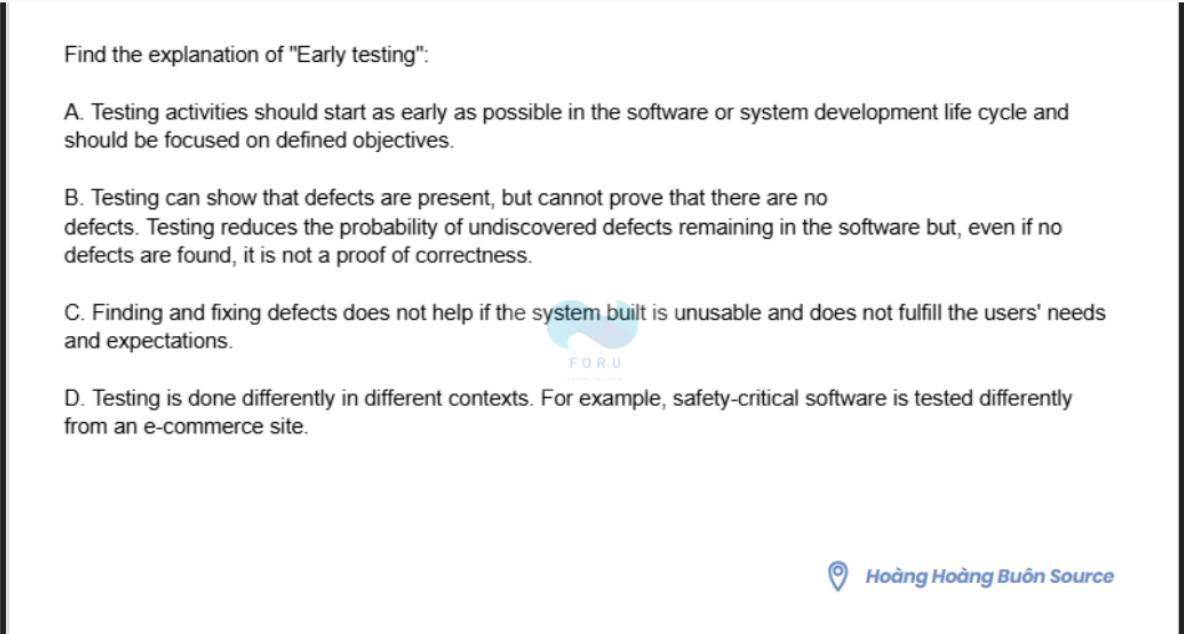 Find the explanation of "Early testing":
A. Testing activities should start as early as possible in the software or system development life cycle and
should be focused on defined objectives.
B. Testing can show that defects are present, but cannot prove that there are no
defects. Testing reduces the probability of undiscovered defects remaining in the software but, even if no
defects are found, it is not a proof of correctness.
C. Finding and fixing defects does not help if the system built is unusable and does not fulfill the users' needs
and expectations.
FORU
D. Testing is done differently in different contexts. For example, safety-critical software is tested differently
from an e-commerce site.
Hoàng Hoàng Buôn Source